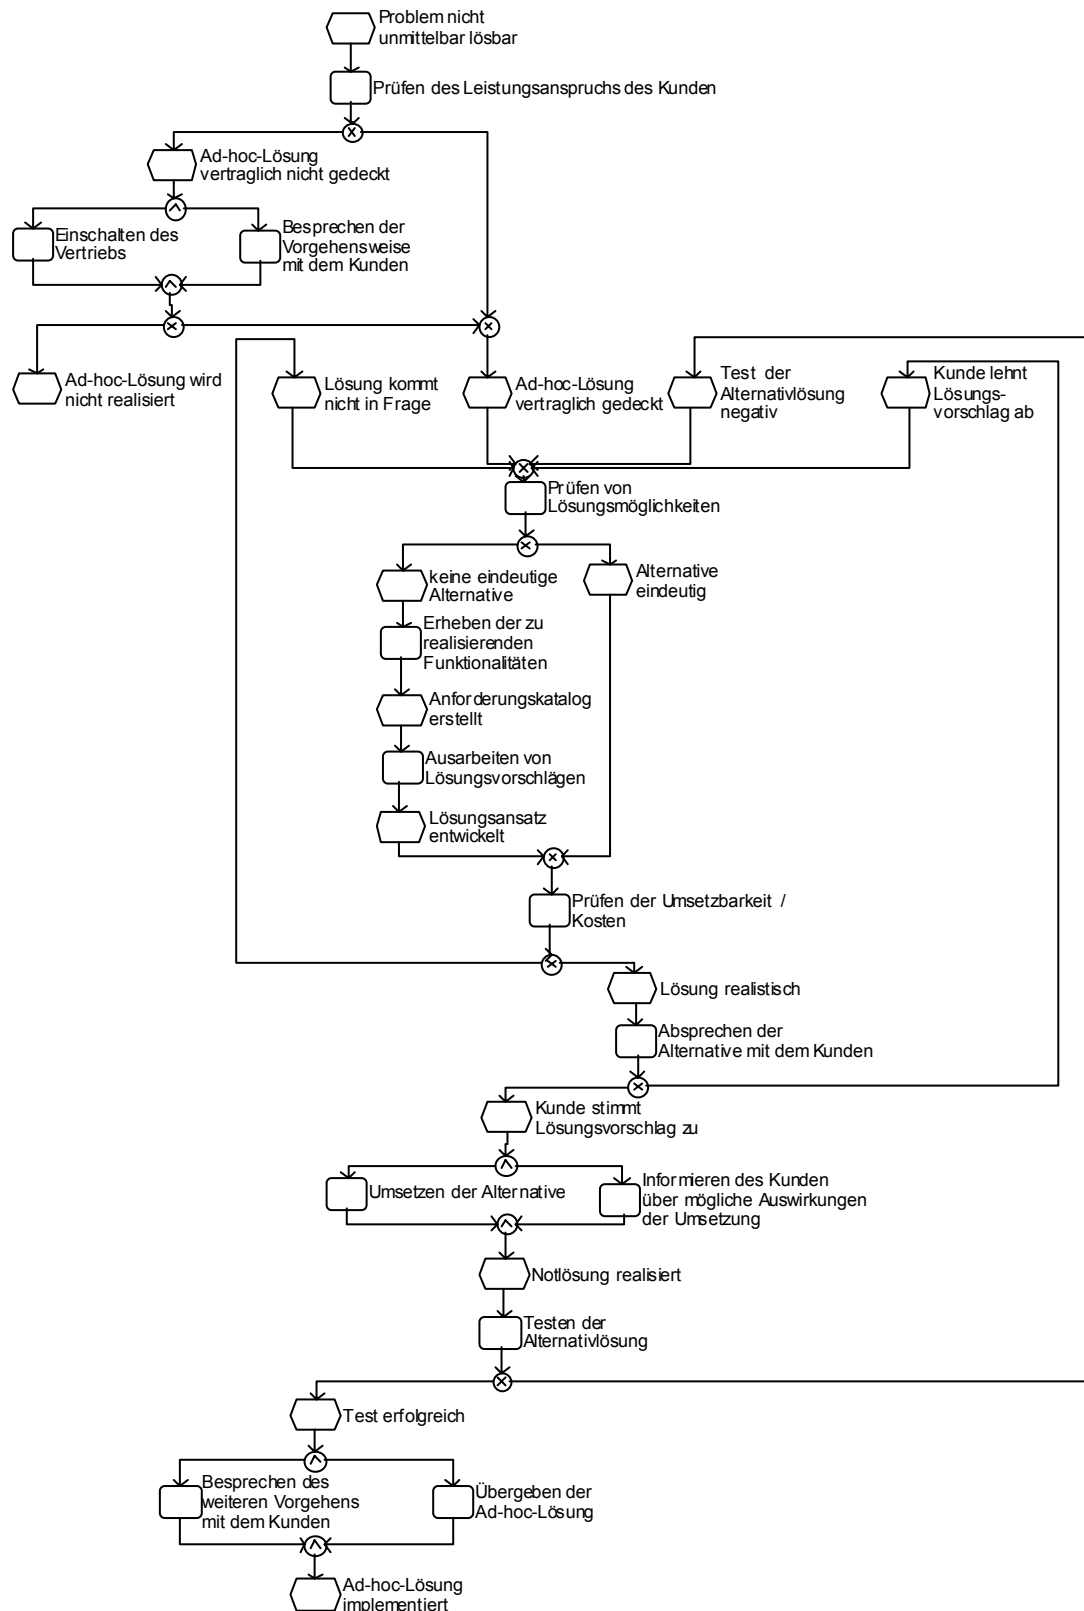 Problem nicht
unmittelbar lösbar
Prüfen des Leistungsanspruchs des Kunden
Ad-hoc-Lösung
vertraglich nicht gedeckt
Einschalten des
Vertriebs
Besprechen der
Vorgehensweise
mit dem Kunden
Ad-hoc-Lösung wird
nicht realisiert
Lösung kommt
nicht in Frage
Ad-hoc-Lösung
vertraglich gedeckt
Test der
Alternativlösung
negativ
Kunde lehnt
Lösungs-
vorschlag ab
Prüfen von
Lösungsmöglichkeiten
keine eindeutige
Alternative
Alternative
eindeutig
Erheben der zu
realisierenden
Funktionalitäten
Anforderungskatalog
erstellt
Ausarbeiten von
Lösungsvorschlägen
Lösungsansatz
entwickelt
Prüfen der Umsetzbarkeit /
Kosten
Lösung realistisch
Absprechen der
Alternative mit dem Kunden
Kunde stimmt
Lösungsvorschlag zu
Umsetzen der Alternative
Informieren des Kunden
über mögliche Auswirkungen
der Umsetzung
Notlösung realisiert
Testen der
Alternativlösung
Test erfolgreich
Besprechen des
weiteren Vorgehens
mit dem Kunden
Übergeben der
Ad-hoc-Lösung
Ad-hoc-Lösung
implementiert